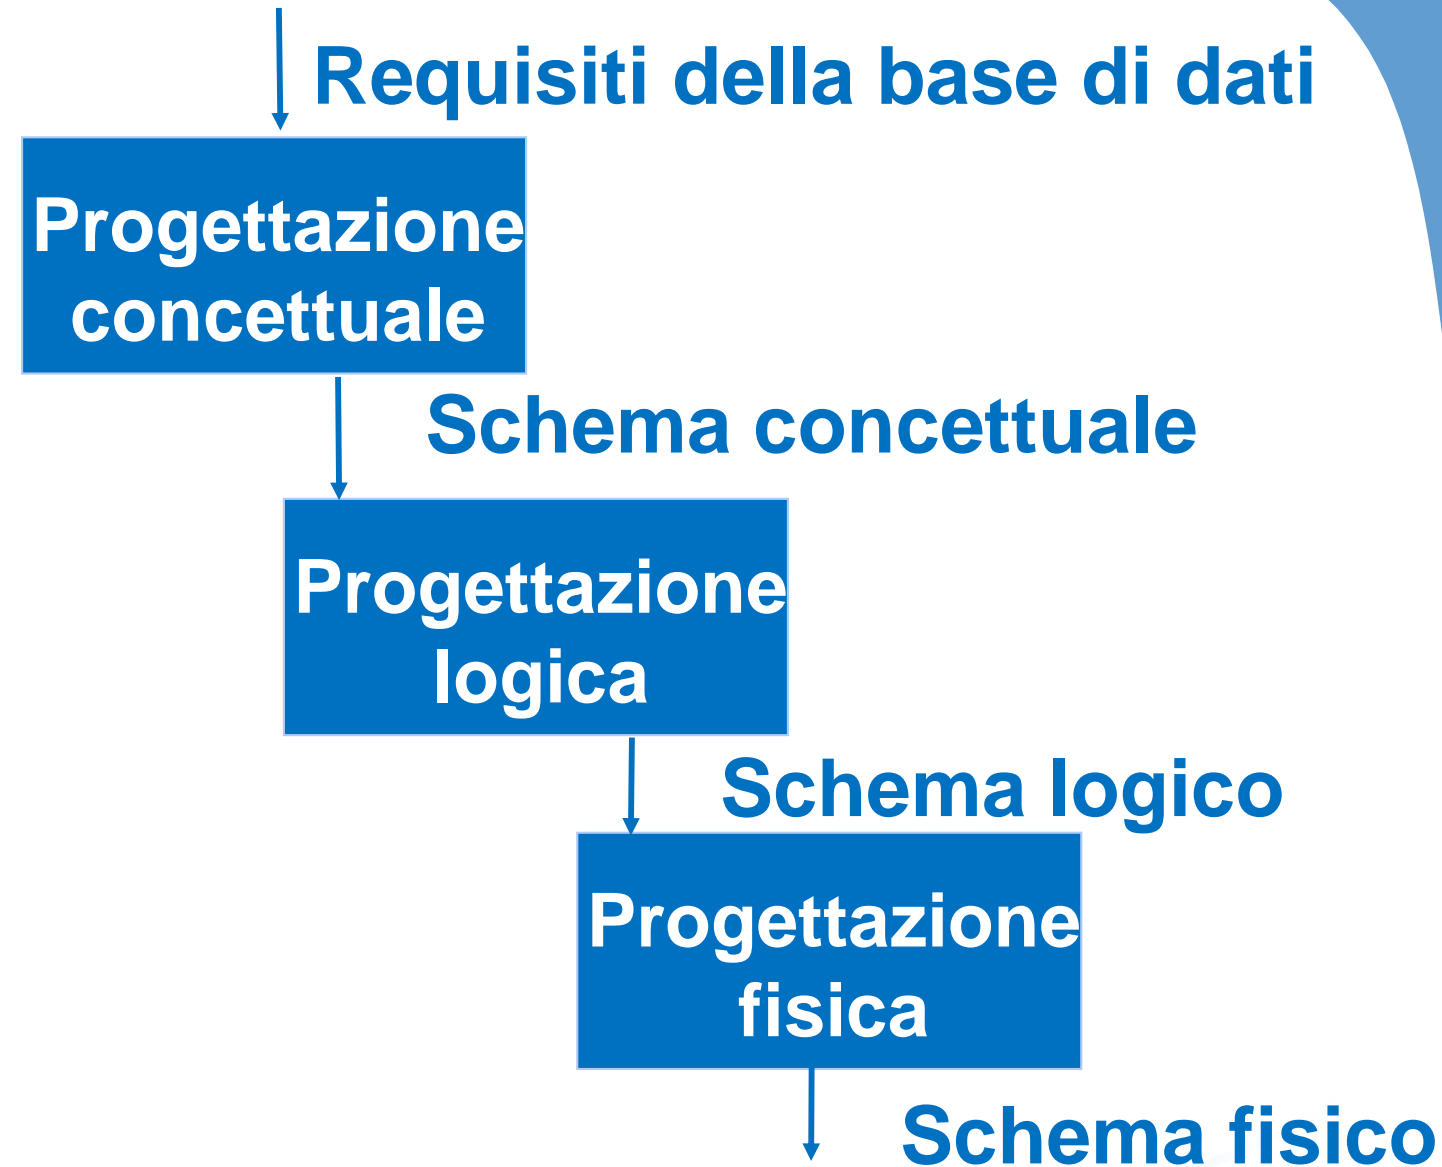 Requisiti della base di dati
Progettazione
concettuale
Schema concettuale
Progettazione
logica
Schema logico
Progettazione
fisica
Schema fisico